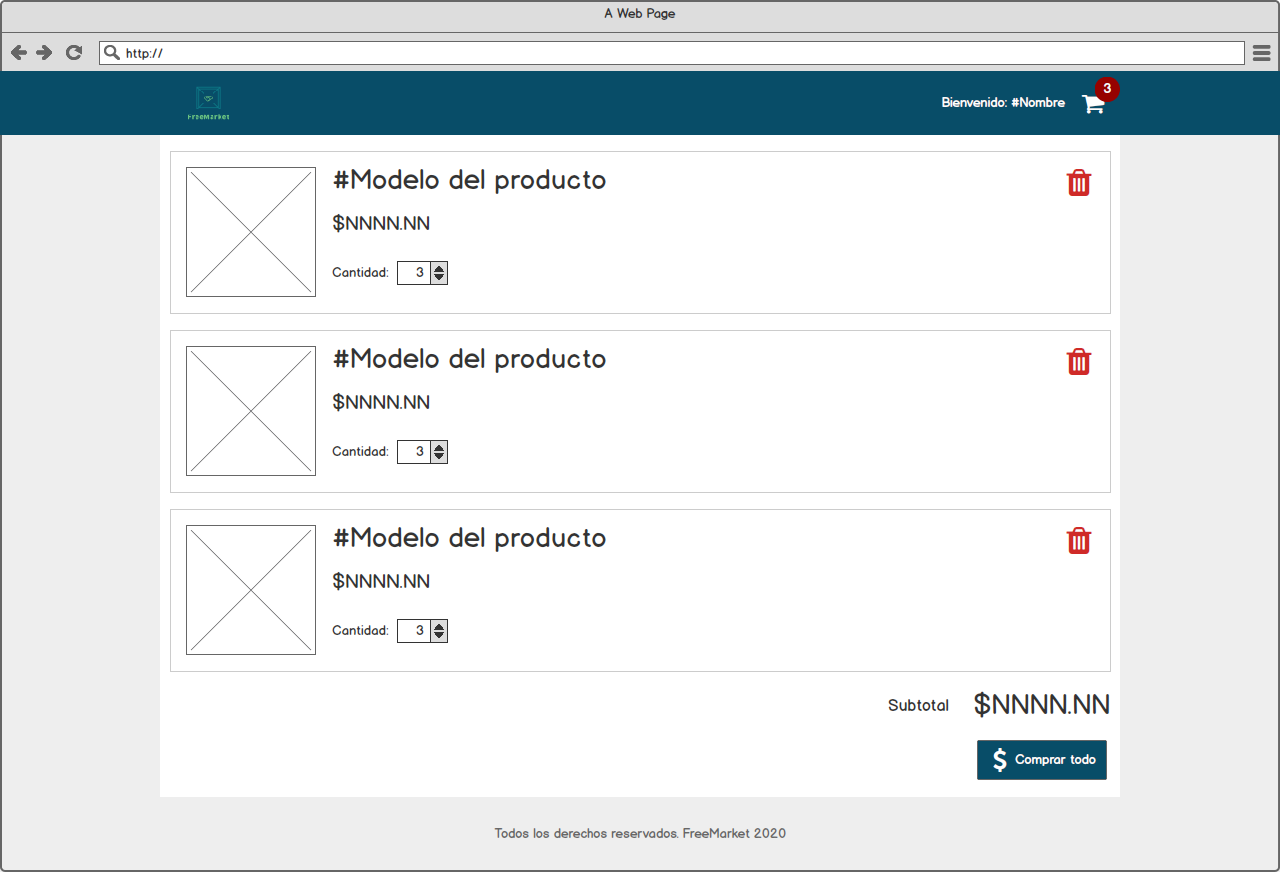 A Web Page
http://
FreeMarket
Bienvenido: #Nombre
3
#Modelo del producto
$NNNN.NN
Cantidad: 3
#Modelo del producto
$NNNN.NN
Cantidad: 3
#Modelo del producto
$NNNN.NN
Cantidad: 3
Subtotal $NNNN.NN
$ Comprar todo
Todos los derechos reservados. FreeMarket 2020